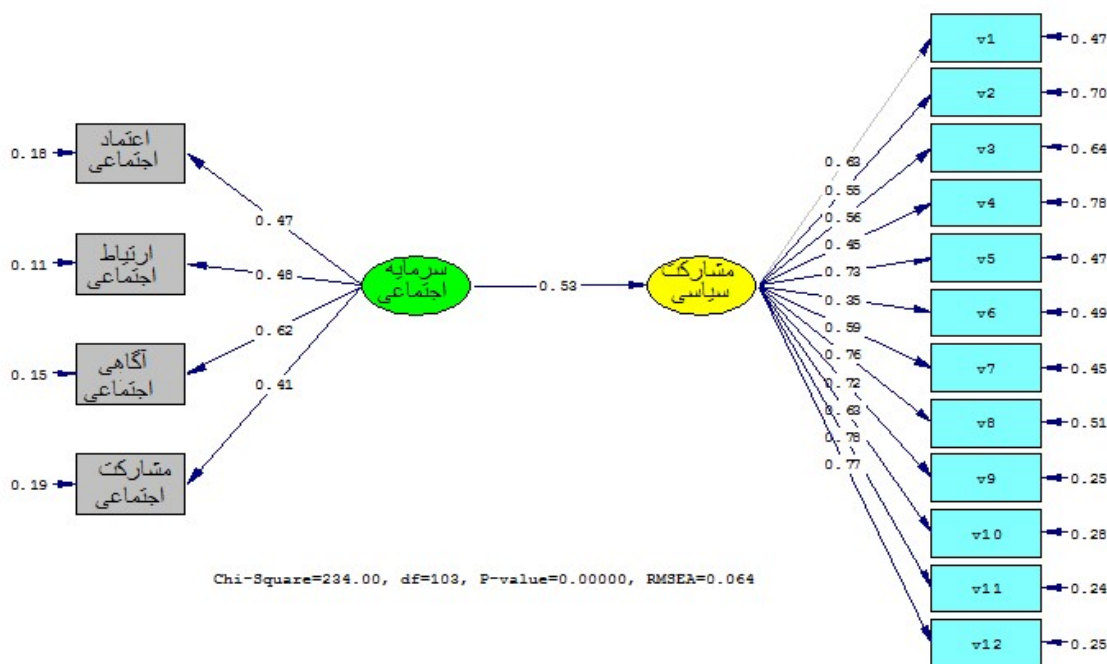 0.18
اعتماد
اجتماعی
0.47
0.11
ارتباط
اجتماعی
0.48
0.15
آگاهی
اجتماعی
0.62
0.19
مشارکت
اجتماعی
0.41
سرمایه
اجتماعی
0.53
مشارکت
سیاسی
0.63
0.55
0.56
0.45
0.73
0.35
0.59
0.76
0.72
0.63
0.78
0.77
v1
0.47
v2
0.70
v3
0.64
v4
0.78
v5
0.47
v6
0.49
v7
0.45
v8
0.51
v9
0.25
v10
0.28
v11
0.24
v12
0.25
Chi-Square=234.00, df=103, P-value=0.00000, RMSEA=0.064